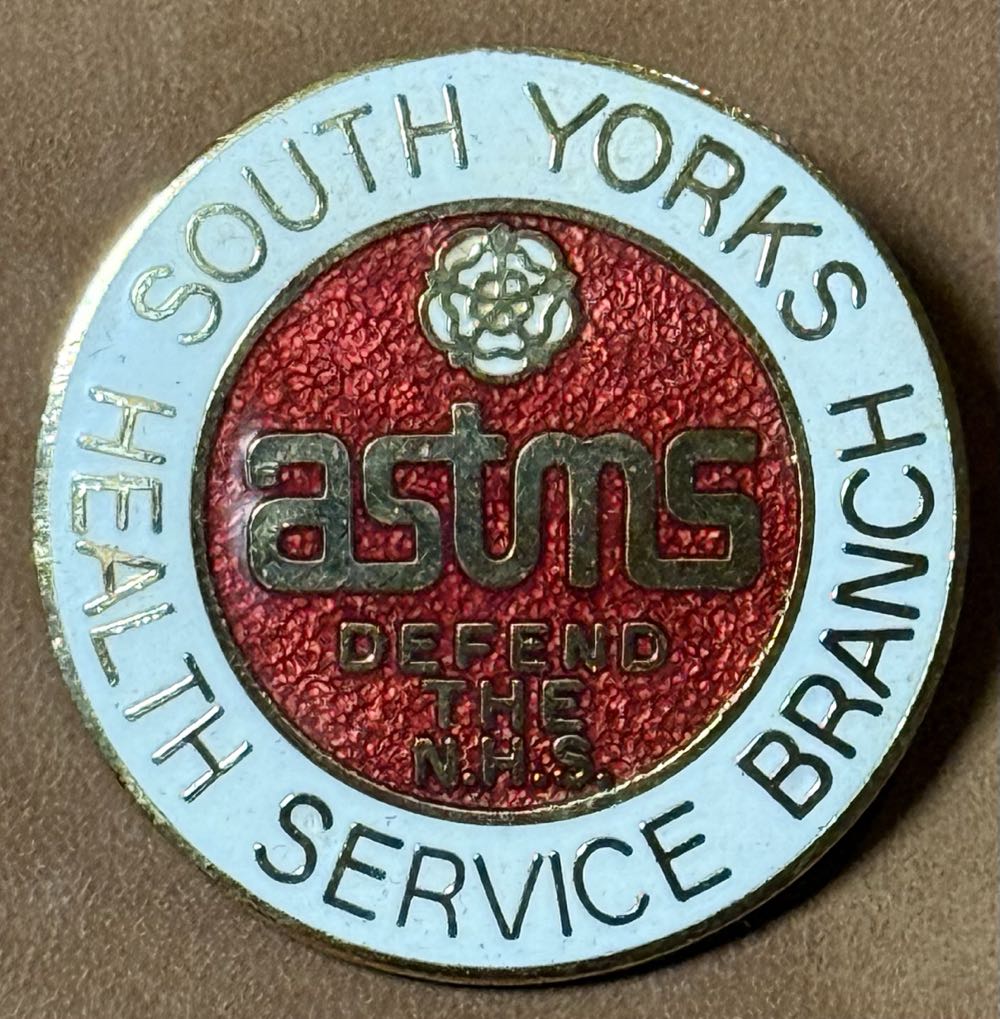 SOUTH YORKS
HEALTH SERVICE BRANCH
astms
DEFEND
THE
N.H.S.